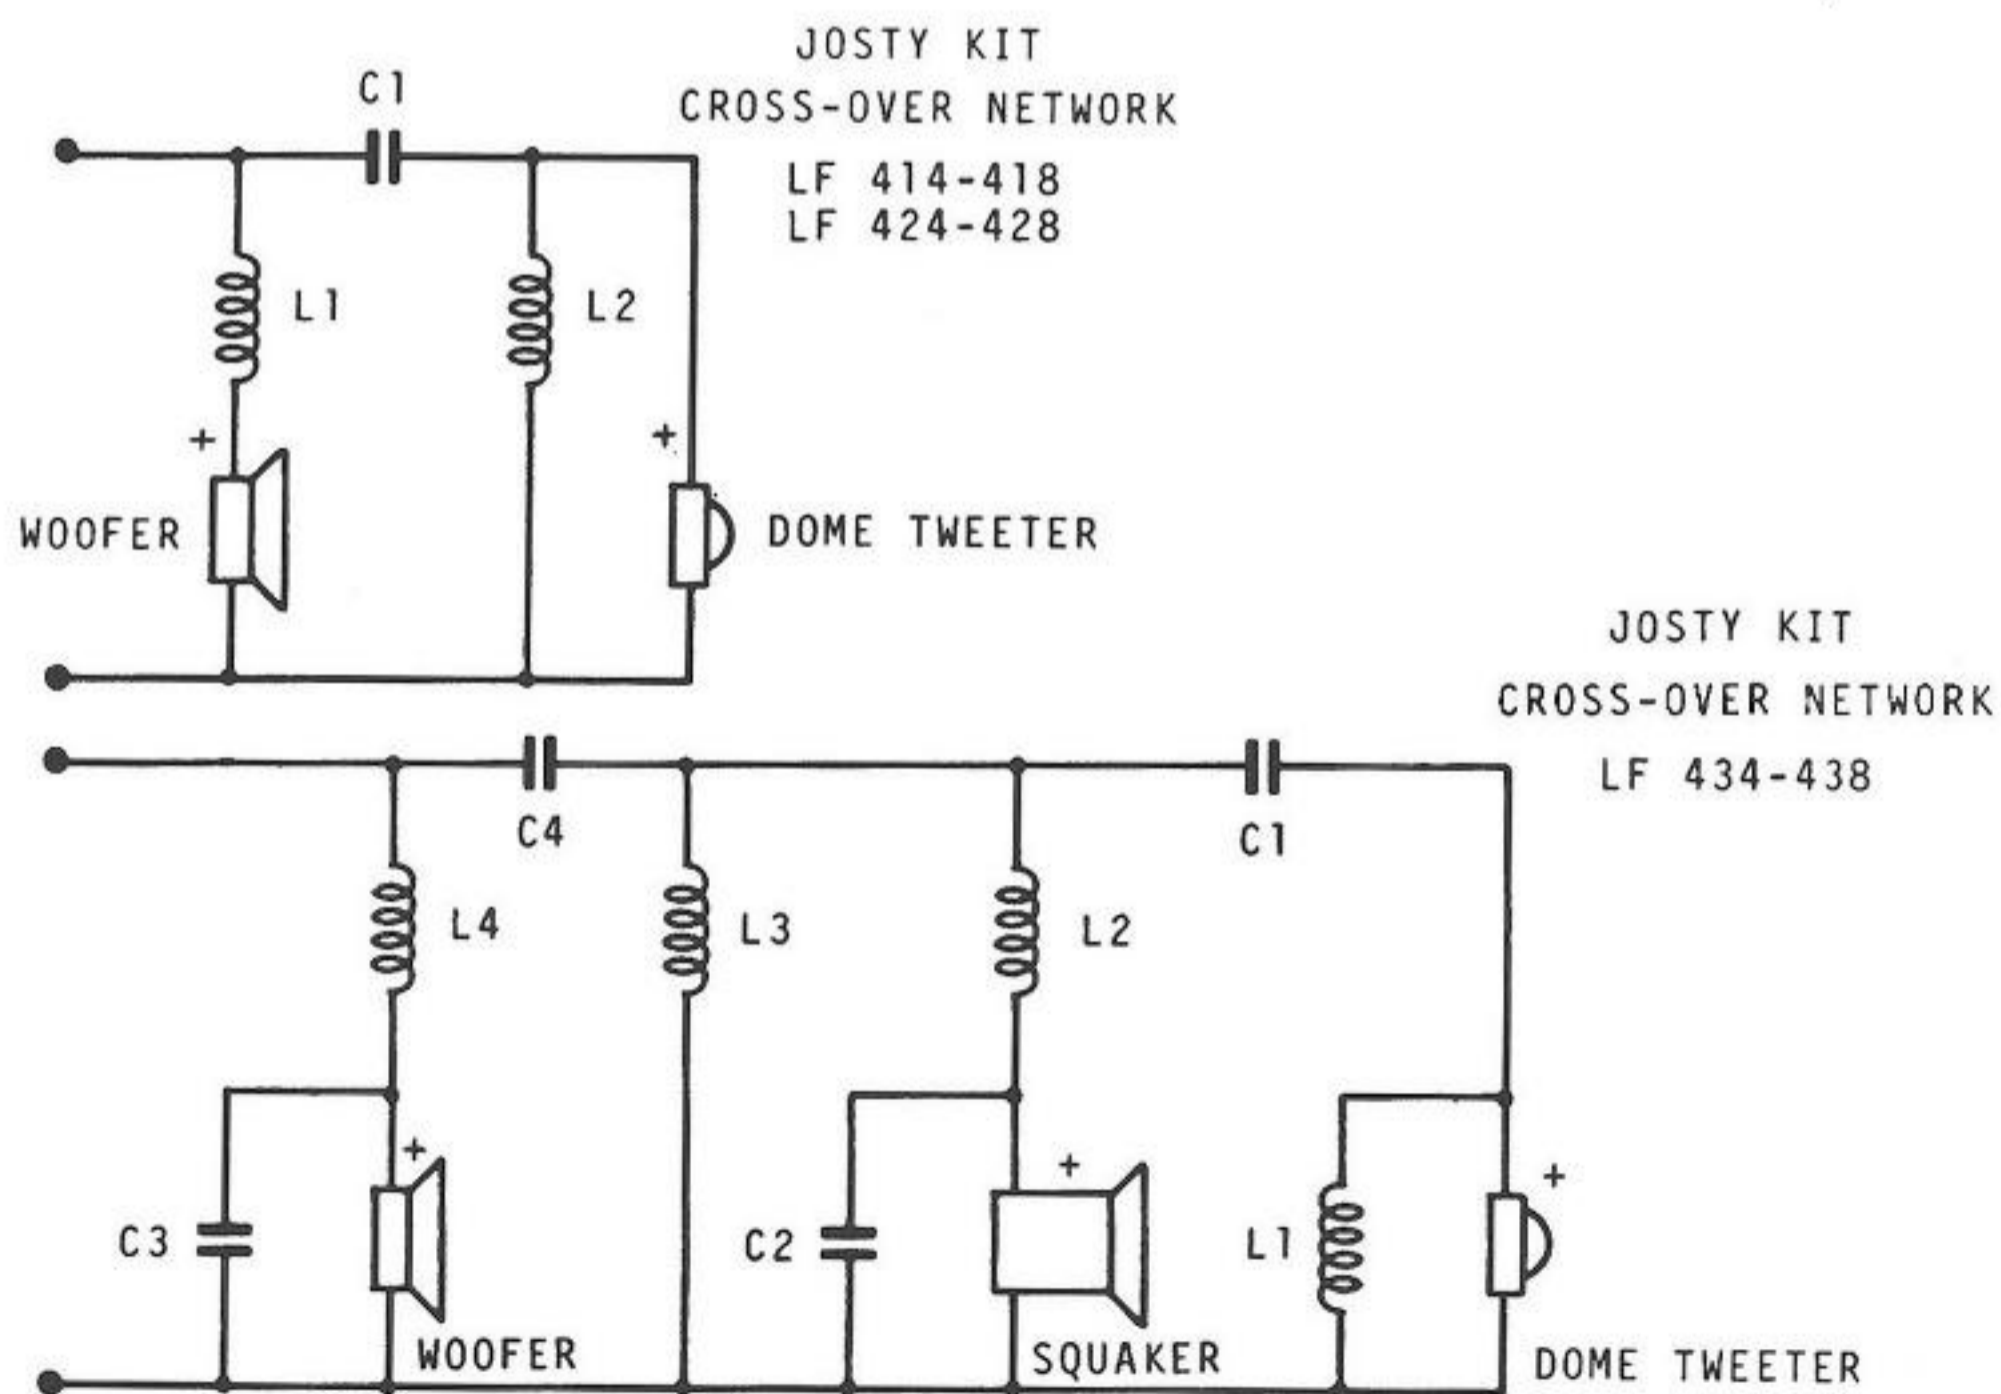 JOSTY KIT
CROSS-OVER NETWORK
LF 414-418
LF 424-428
C1
L1
L2
+
+
WOOFER
DOME TWEETER
JOSTY KIT
CROSS-OVER NETWORK
LF 434-438
C4
C1
L4
L3
L2
+
+
+
C3
C2
L1
WOOFER
SQUAKER
DOME TWEETER